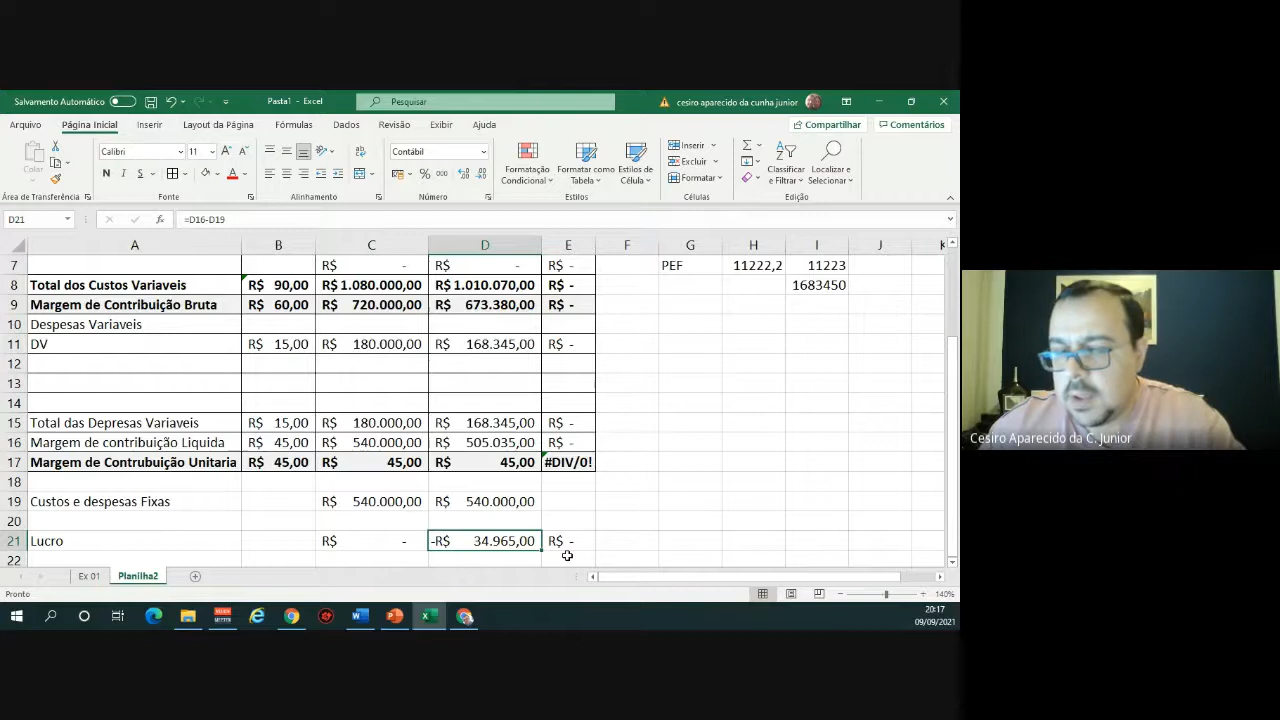 Salvamento Automático
Pasta1 - Excel
Pesquisar
cesiro aparecido da cunha junior
Arquivo Página Inicial Inserir Layout da Página Fórmulas Dados Revisão Exibir Ajuda
Compartilhar Comentários
Colar
Calibri 11
N I S
Contábil
% 000
Formatação Condicional
Formatar como Tabela
Estilos de Célula
Inserir
Excluir
Formatar
Classificar e Filtrar
Localizar e Selecionar
Área de Transferência Fonte Alinhamento Número Estilos Células Edição
D21 fx =D16-D19
A B C D E F G H I J K
7 R$ - R$ - R$ - PEF 11222,2 11223
8 Total dos Custos Variaveis R$ 90,00 R$ 1.080.000,00 R$ 1.010.070,00 R$ - 1683450
9 Margem de Contribuição Bruta R$ 60,00 R$ 720.000,00 R$ 673.380,00 R$ -
10 Despesas Variaveis
11 DV R$ 15,00 R$ 180.000,00 R$ 168.345,00 R$ -
12
13
14
15 Total das Depresas Variaveis R$ 15,00 R$ 180.000,00 R$ 168.345,00 R$ -
16 Margem de contribuição Liquida R$ 45,00 R$ 540.000,00 R$ 505.035,00 R$ -
17 Margem de Contrubuição Unitaria R$ 45,00 R$ 45,00 R$ 45,00 #DIV/0!
18
19 Custos e despesas Fixas R$ 540.000,00 R$ 540.000,00
20
21 Lucro R$ - -R$ 34.965,00 R$ -
22
Ex 01 Planilha2
Pronto
140%
20:17
09/09/2021
Cesiro Aparecido da C. Junior